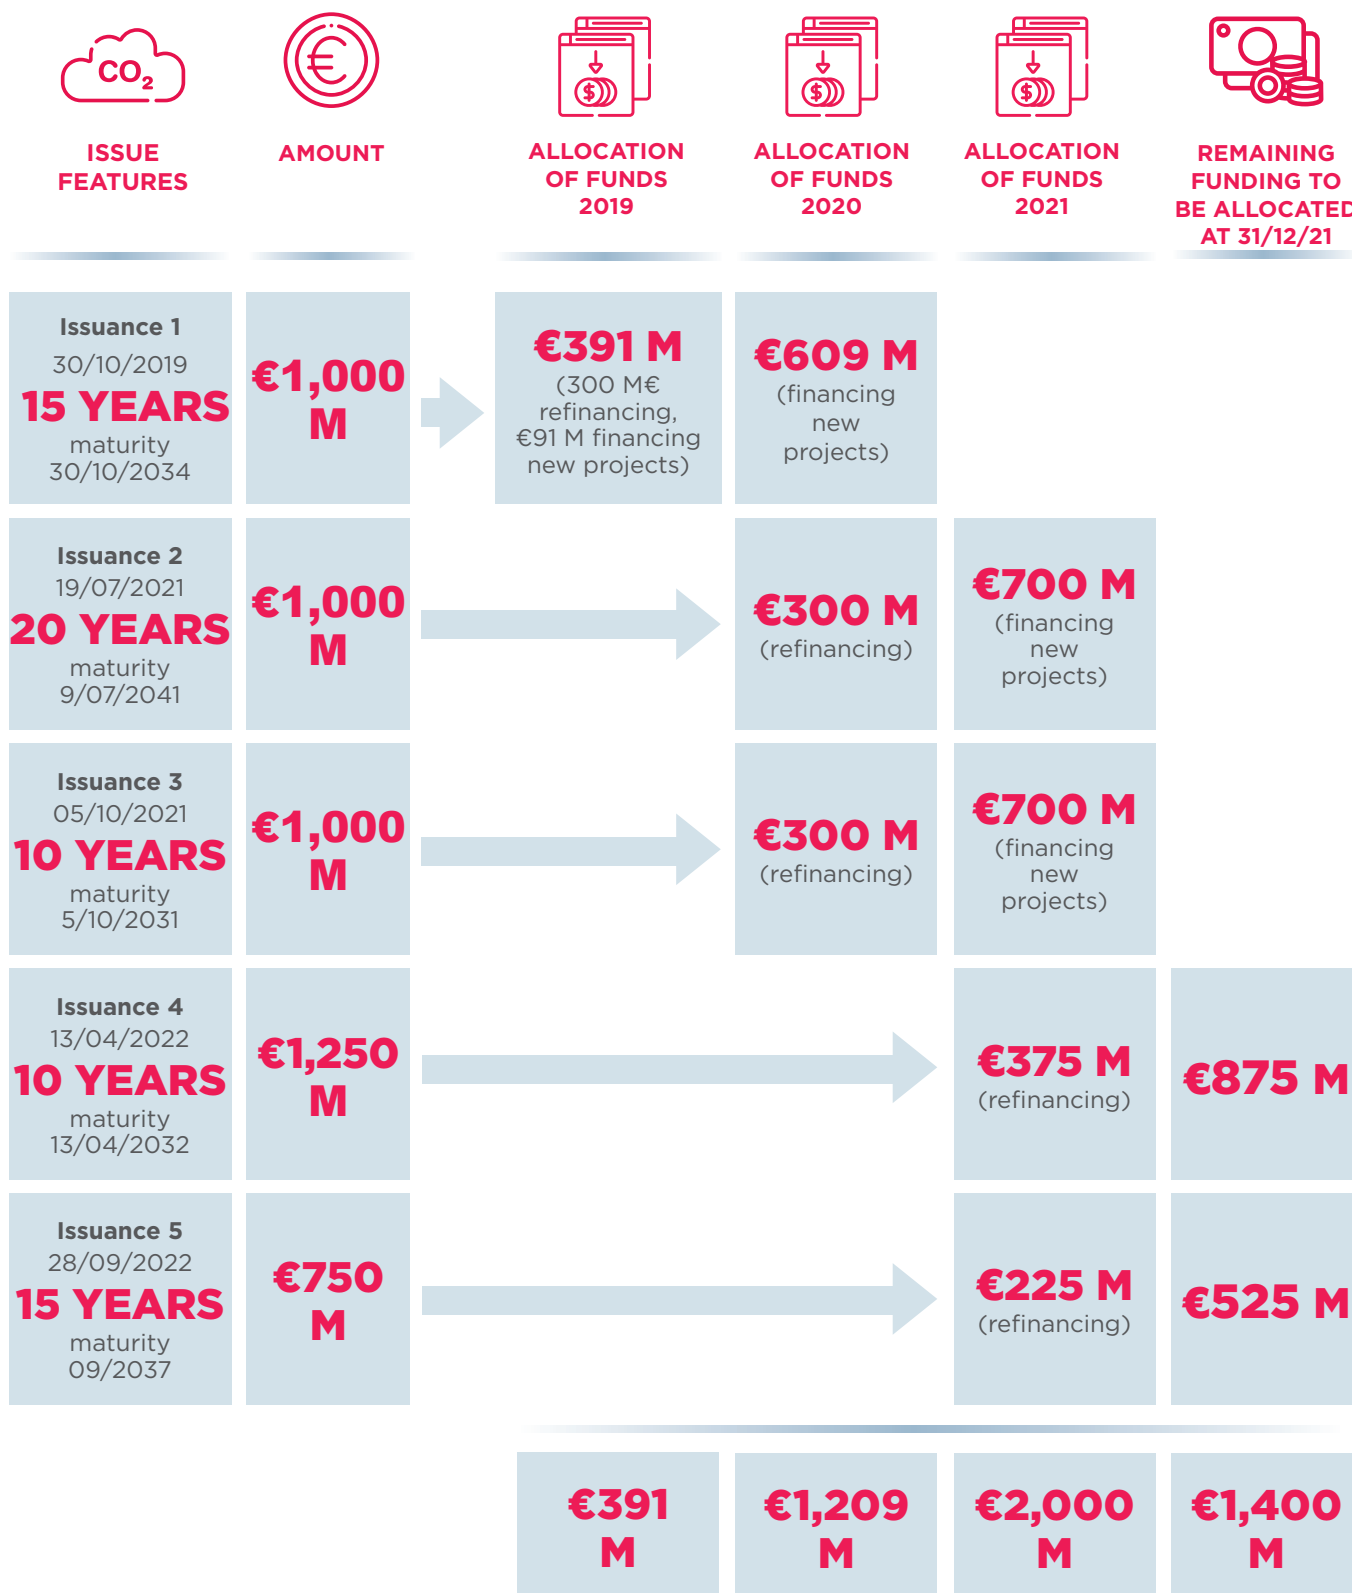 CO₂
€
$
$
$
ISSUE
FEATURES
AMOUNT
ALLOCATION
OF FUNDS
2019
ALLOCATION
OF FUNDS
2020
ALLOCATION
OF FUNDS
2021
REMAINING
FUNDING TO
BE ALLOCATED
AT 31/12/21
Issuance 1
30/10/2019
15 YEARS
maturity
30/10/2034
€1,000
M
€391 M
(300 M€
refinancing,
€91 M financing
new projects)
€609 M
(financing
new
projects)
Issuance 2
19/07/2021
20 YEARS
maturity
9/07/2041
€1,000
M
€300 M
(refinancing)
€700 M
(financing
new
projects)
Issuance 3
05/10/2021
10 YEARS
maturity
5/10/2031
€1,000
M
€300 M
(refinancing)
€700 M
(financing
new
projects)
Issuance 4
13/04/2022
10 YEARS
maturity
13/04/2032
€1,250
M
€375 M
(refinancing)
€875 M
Issuance 5
28/09/2022
15 YEARS
maturity
09/2037
€750
M
€225 M
(refinancing)
€525 M
€391
M
€1,209
M
€2,000
M
€1,400
M